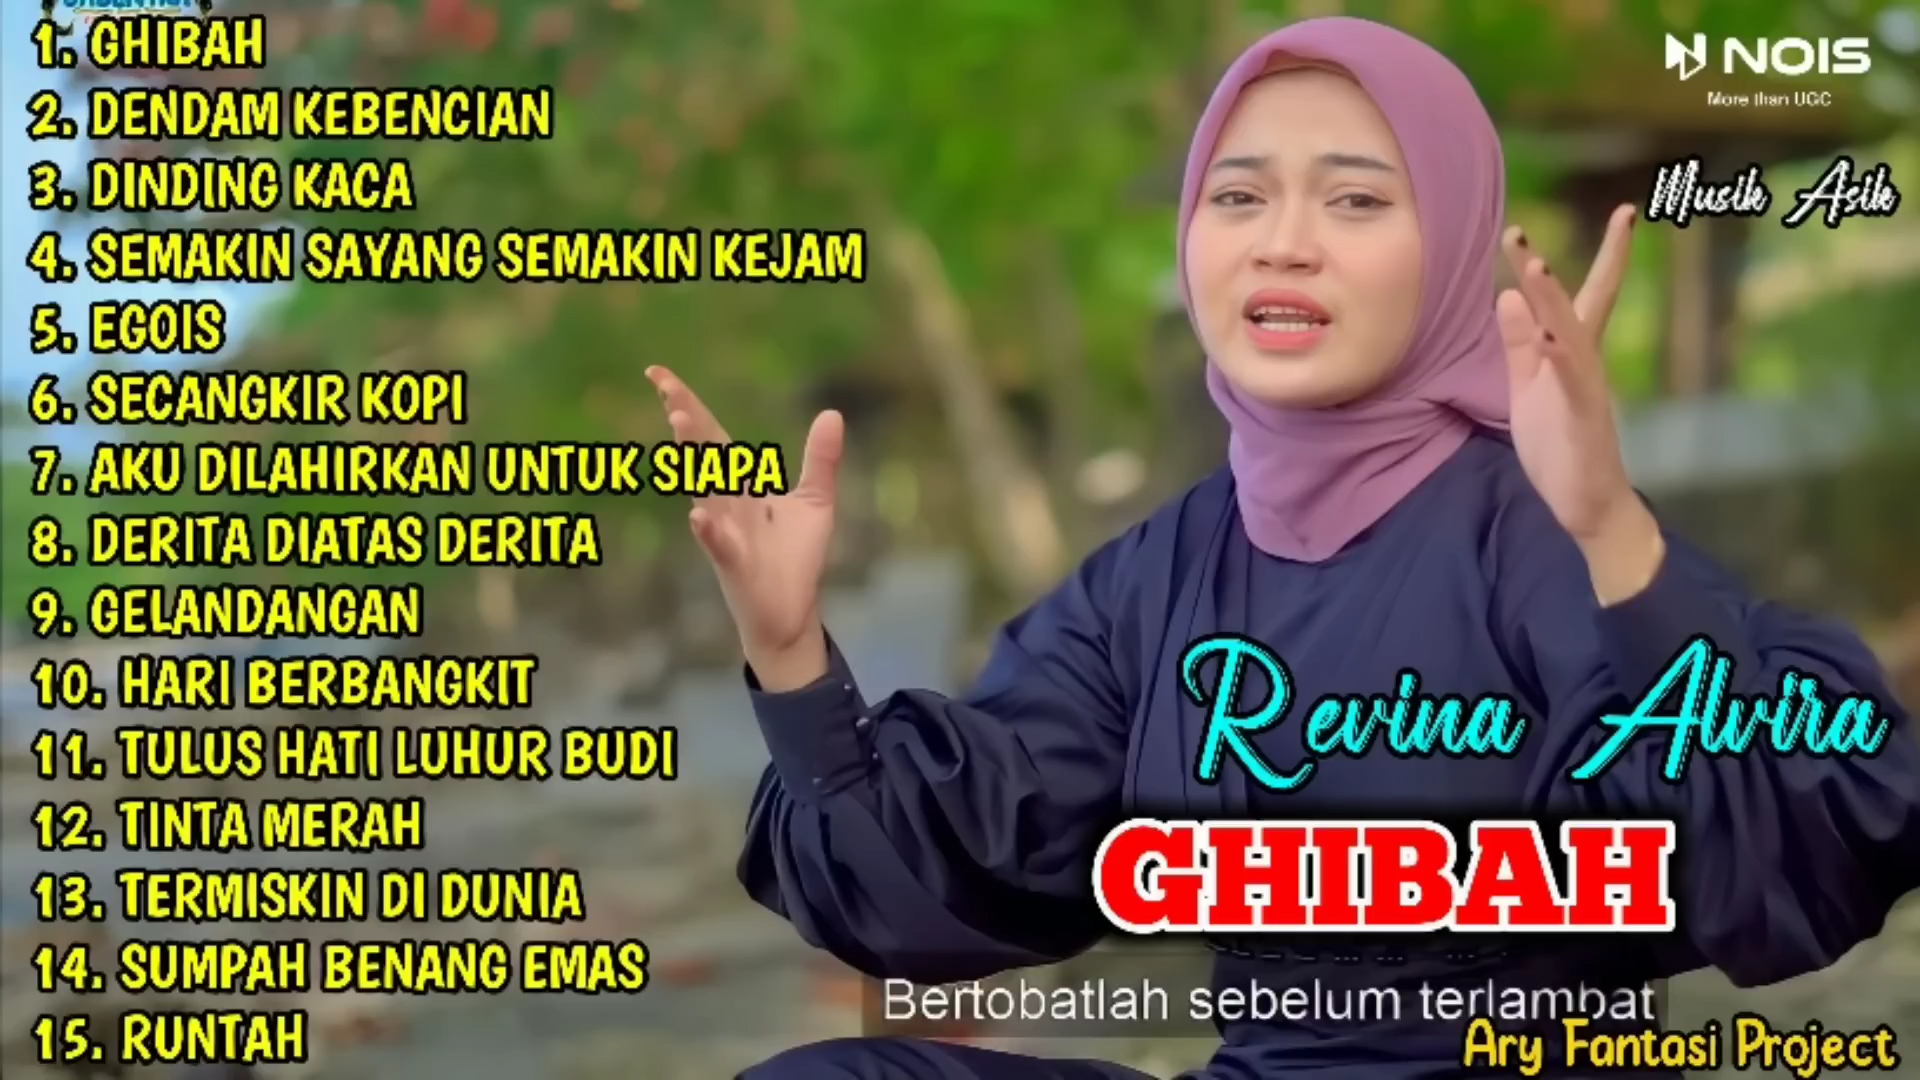 1. GHIBAH
2. DENDAM KEBENCIAN
3. DINDING KACA
4. SEMAKIN SAYANG SEMAKIN KEJAM
5. EGOIS
6. SECANGKIR KOPI
7. AKU DILAHIRKAN UNTUK SIAPA
8. DERITA DIATAS DERITA
9. GELANDANGAN
10. HARI BERBANGKIT
11. TULUS HATI LUHUR BUDI
12. TINTA MERAH
13. TERMISKIN DI DUNIA
14. SUMPAH BENANG EMAS
15. RUNTAH
NOIS
More than UGC
Musik Asik
Revina Alvira
GHIBAH
Bertobatlah sebelum terlambat
Ary Fantasi Project